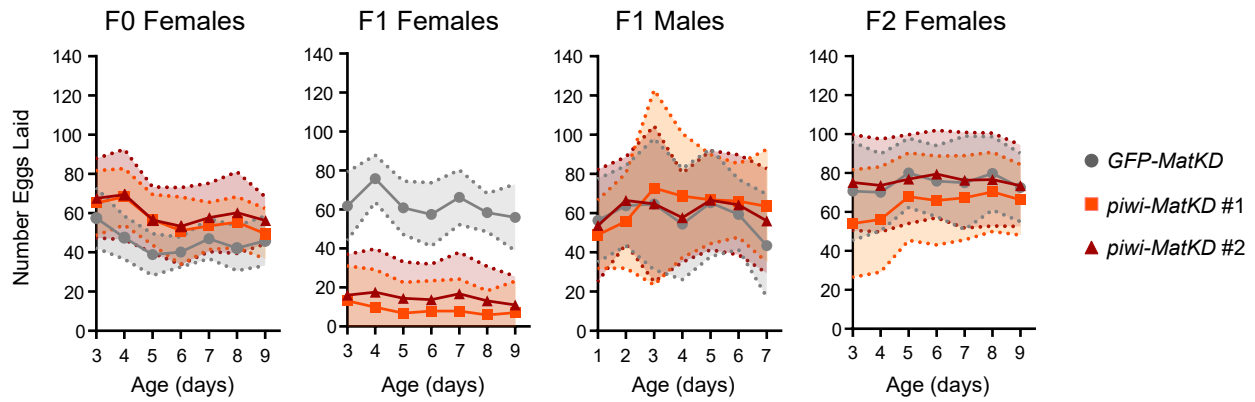 F0 Females
F1 Females
F1 Males
F2 Females
Number Eggs Laid
140
120
100
80
60
40
20
0
3 4 5 6 7 8 9
Age (days)
140
120
100
80
60
40
20
0
3 4 5 6 7 8 9
Age (days)
140
120
100
80
60
40
20
0
1 2 3 4 5 6 7
Age (days)
140
120
100
80
60
40
20
0
3 4 5 6 7 8 9
Age (days)
GFP-MatKD
piwi-MatKD #1
piwi-MatKD #2